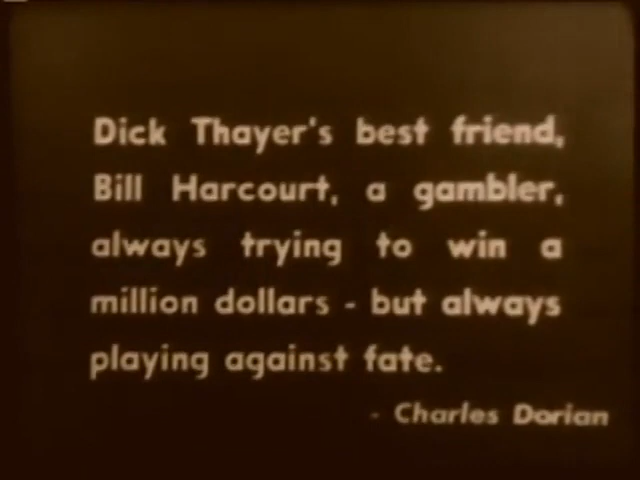 Dick Thayer's best friend,
Bill Harcourt, a gambler,
always trying to win a
million dollars - but always
playing against fate.
- Charles Dorian